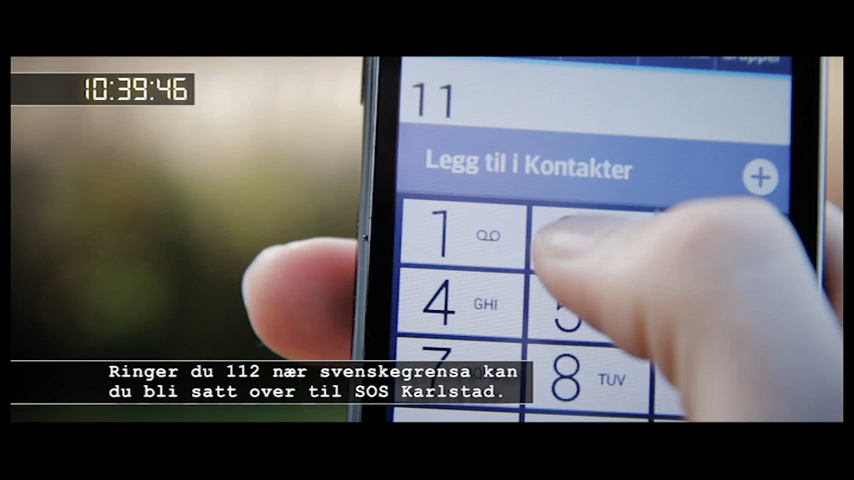 10:39:46
11
Legg til i Kontakter
1
4 GHI
5
7
8 TUV
Ringer du 112 nær svenskegrensa kan
du bli satt over til SOS Karlstad.